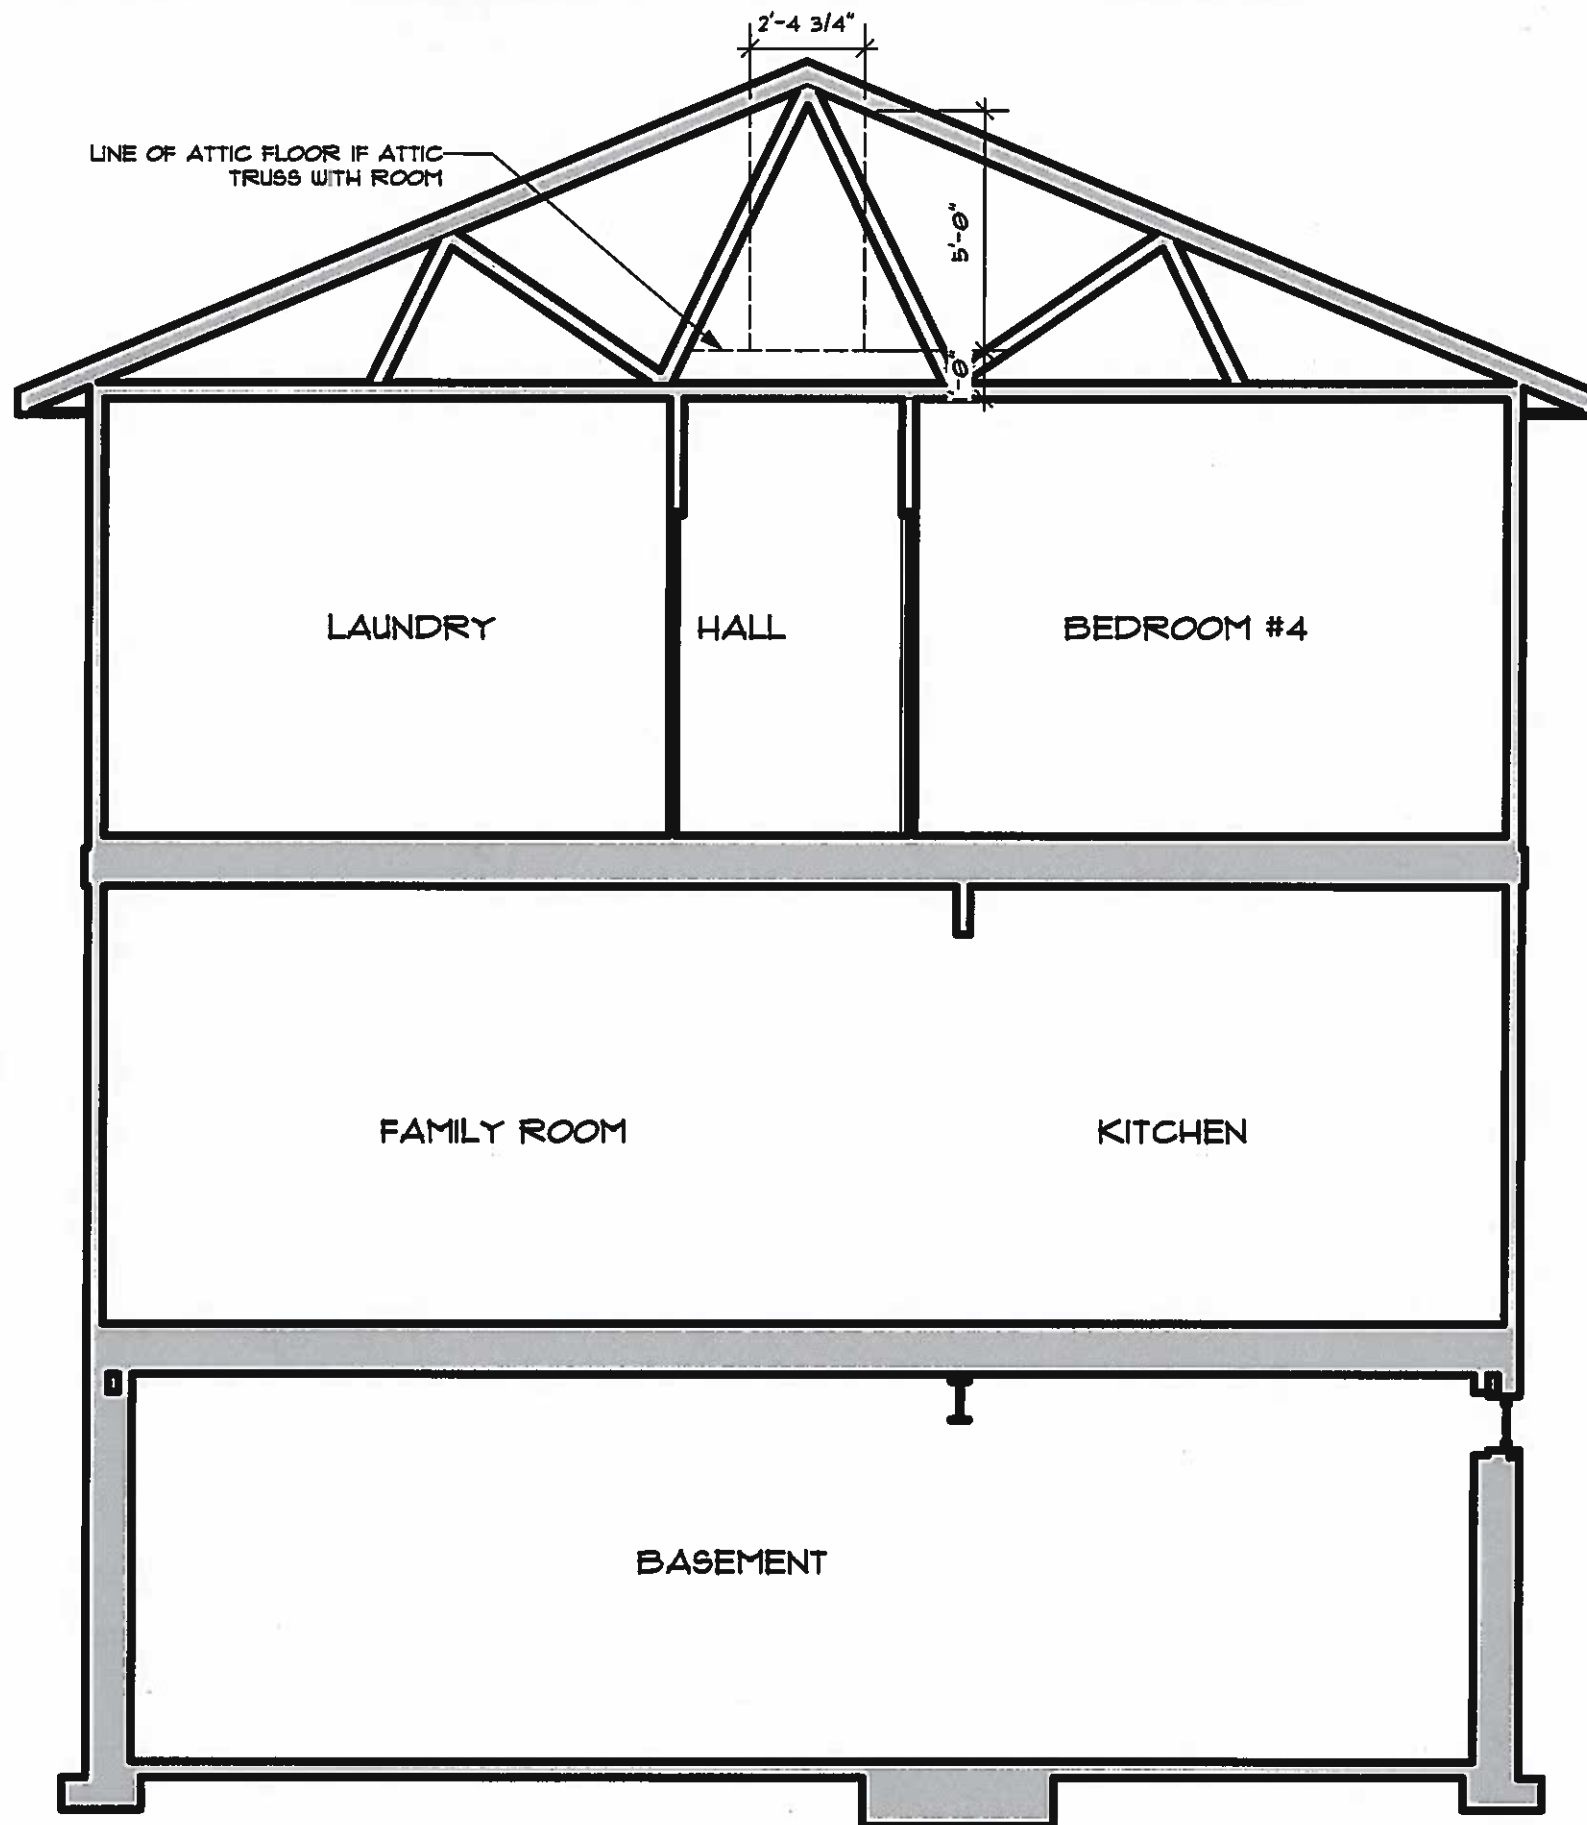 2'-4 3/4"
LINE OF ATTIC FLOOR IF ATTIC
TRUSS WITH ROOM
5'-0"
LAUNDRY
HALL
BEDROOM #4
FAMILY ROOM
KITCHEN
BASEMENT